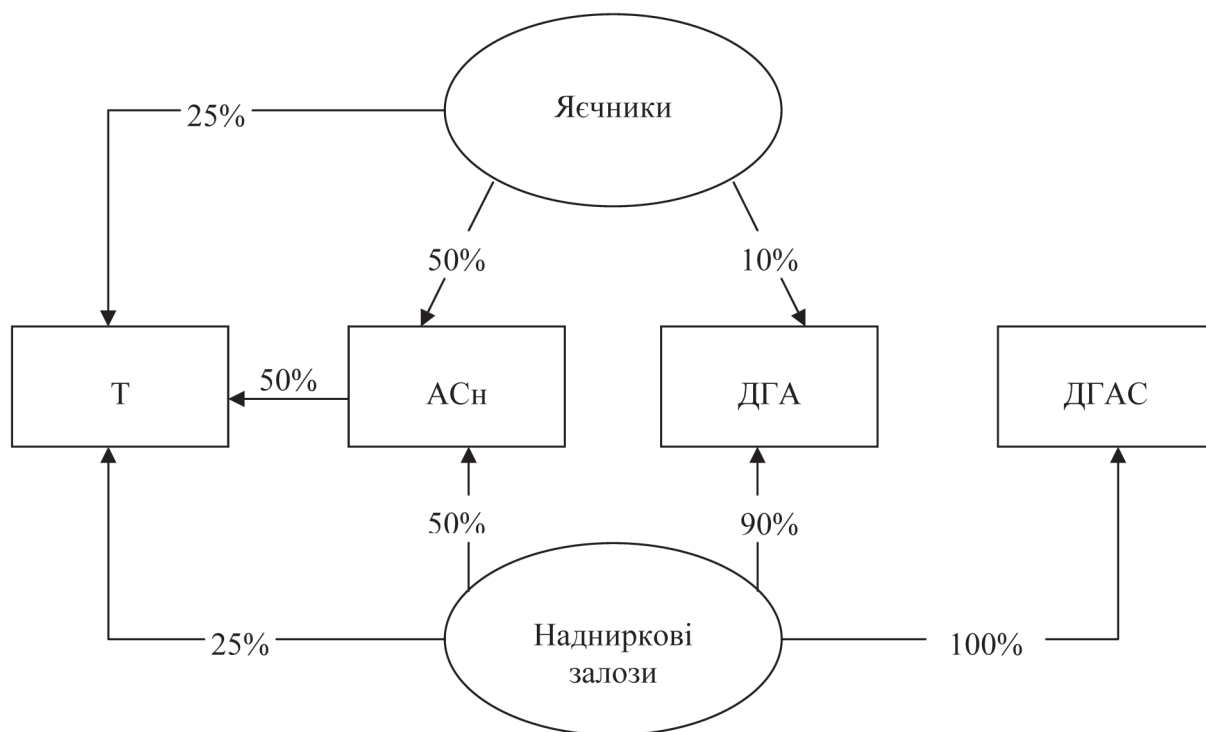 Яєчники
25%
50%
10%
Т
50%
АСн
ДГА
ДГАС
50%
90%
25%
Надниркові
залози
100%